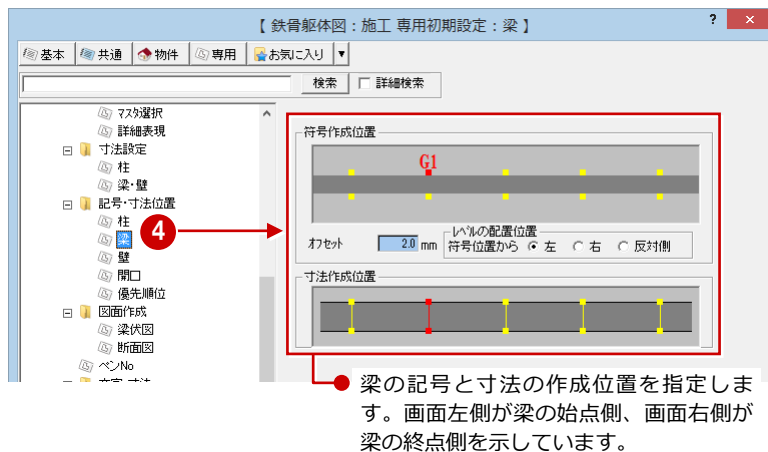 【 鉄骨躯体図：施工 専用初期設定：梁 】
? ×
基本 共通 物件 専用 お気に入り ▼
検索 詳細検索
マスタ選択
詳細表現
寸法設定
柱
梁・壁
記号・寸法位置
柱
梁
壁
開口
優先順位
図面作成
梁伏図
断面図
ペンNo
4
符号作成位置
G1
オフセット 2.0 mm
レベルの配置位置
符号位置から 左 右 反対側
寸法作成位置
梁の記号と寸法の作成位置を指定しま
す。画面左側が梁の始点側、画面右側が
梁の終点側を示しています。